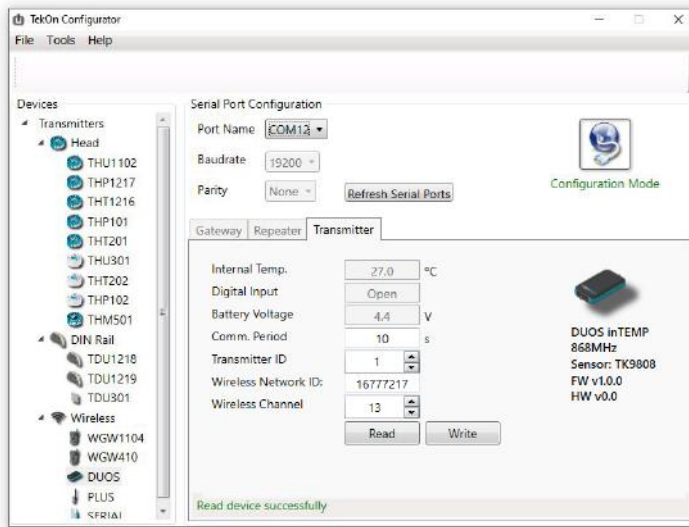 TekOn Configurator
File Tools Help
Devices
Transmitters
Head
THU1102
THP1217
THT1216
THP101
THT201
THU301
THT202
THP102
THM501
DIN Rail
TDU1218
TDU1219
TDU301
Wireless
WGW1104
WGW410
DUOS
PLUS
SERIAL
Serial Port Configuration
Port Name COM12
Baudrate 19200
Parity None Refresh Serial Ports
Configuration Mode
Gateway Repeater Transmitter
Internal Temp. 27.0 °C
Digital Input Open
Battery Voltage 4.4 V
Comm. Period 10 s
Transmitter ID 1
Wireless Network ID: 16777217
Wireless Channel 13
Read Write
DUOS inTEMP
868MHz
Sensor: TK9808
FW v1.0.0
HW v0.0
Read device successfully